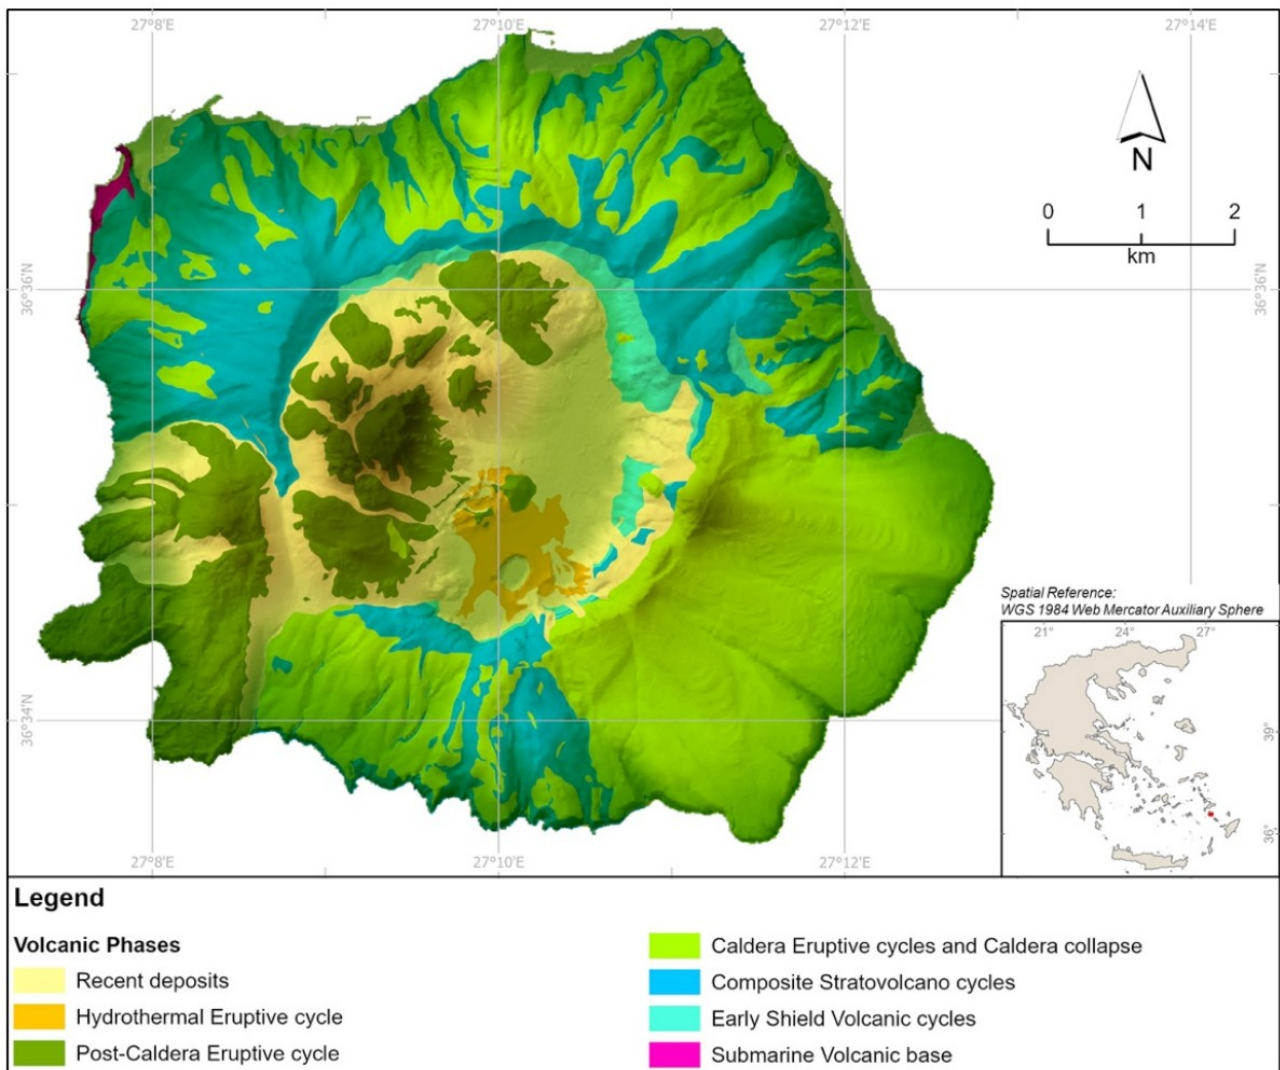 27°8'E
27°10'E
27°12'E
27°14'E
N
0 1 2
km
36°36'N
36°36'N
36°34'N
Spatial Reference:
WGS 1984 Web Mercator Auxiliary Sphere
21° 24° 27°
39°
36°
27°8'E
27°10'E
27°12'E
Legend
Volcanic Phases
Recent deposits
Hydrothermal Eruptive cycle
Post-Caldera Eruptive cycle
Caldera Eruptive cycles and Caldera collapse
Composite Stratovolcano cycles
Early Shield Volcanic cycles
Submarine Volcanic base